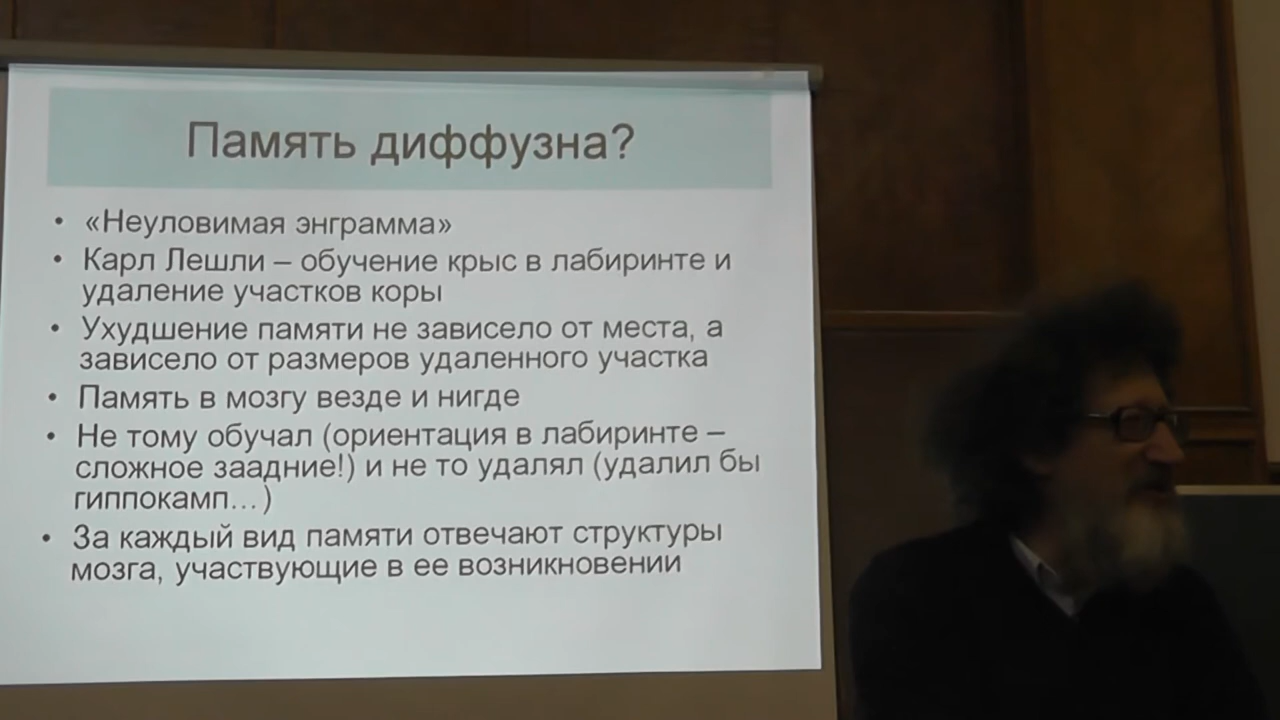 Память диффузна?
• «Неуловимая энграмма»
• Карл Лешли – обучение крыс в лабиринте и
удаление участков коры
• Ухудшение памяти не зависело от места, а
зависело от размеров удаленного участка
• Память в мозгу везде и нигде
• Не тому обучал (ориентация в лабиринте –
сложное заадние!) и не то удалял (удалил бы
гиппокамп…)
• За каждый вид памяти отвечают структуры
мозга, участвующие в ее возникновении